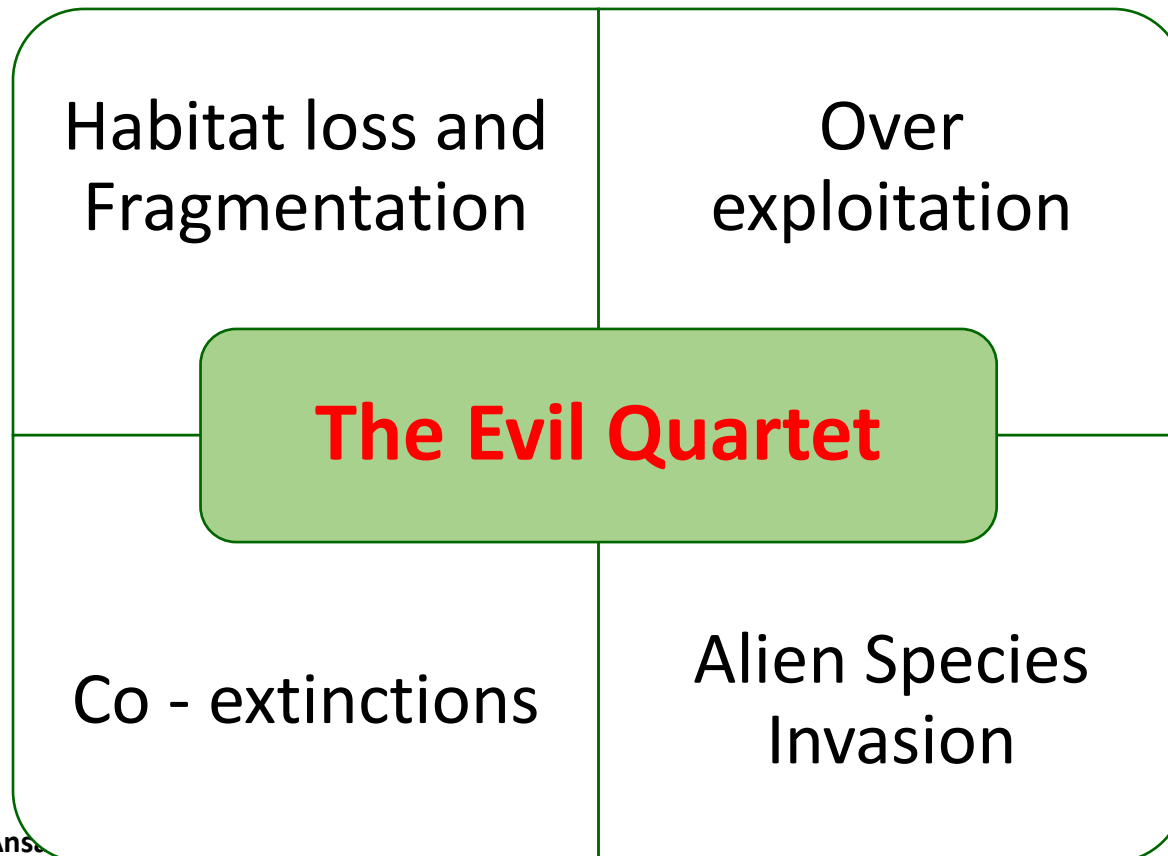 Habitat loss and
Fragmentation
Over
exploitation
The Evil Quartet
Co - extinctions
Alien Species
Invasion